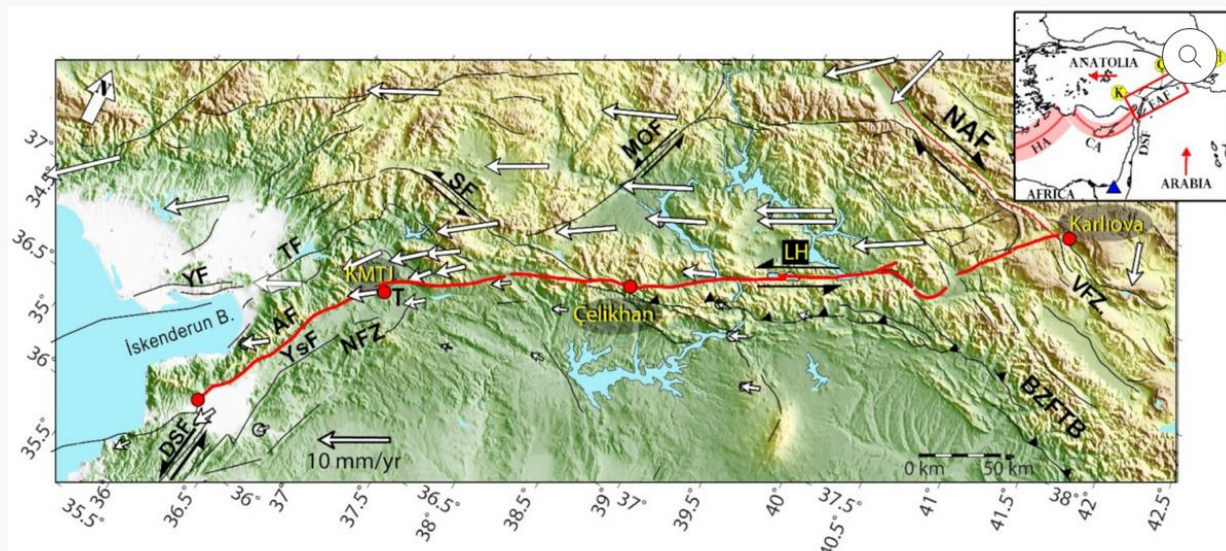 N
NAF
MOF
SF
TF
YF
KMTJ
T
LH
Karlıova
VFZ
Çelikhan
İskenderun B.
AF
YsF
NFZ
DSF
BZFTB
10 mm/yr
0 km 50 km
ANATOLIA
K
EAF
HA
CA
DSF
AFRICA
ARABIA
37°
34.5°
36.5°
35°
36°
35.5°
35.5°
36°
36.5°
36°
37°
37.5°
36.5°
38°
38.5°
39°
37°
39.5°
40°
37.5°
40.5°
41°
41.5°
38°
42°
42.5°